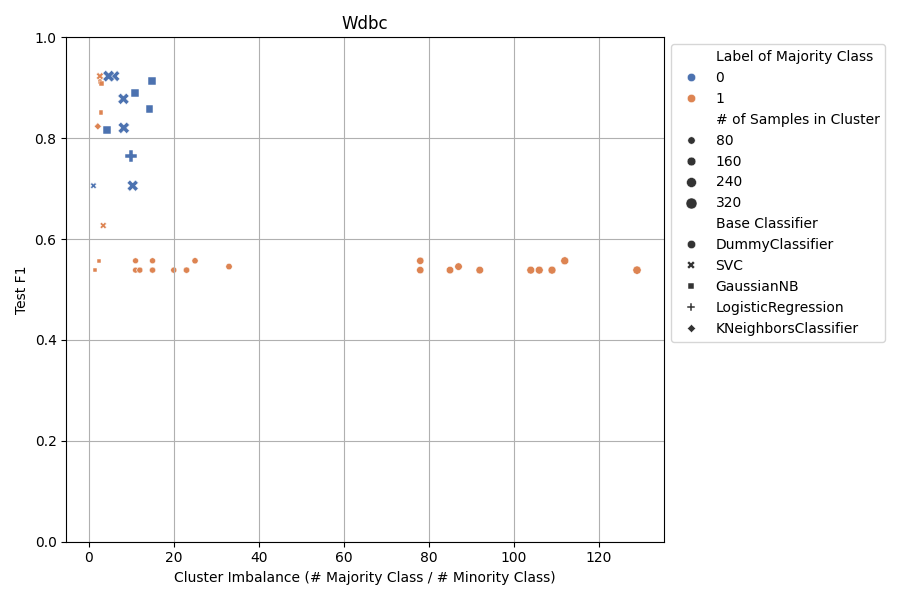 Wdbc
1.0
0.8
0.6
0.4
0.2
0.0
Test F1
0
20
40
60
80
100
120
Cluster Imbalance (# Majority Class / # Minority Class)
Label of Majority Class
0
1
# of Samples in Cluster
80
160
240
320
Base Classifier
DummyClassifier
SVC
GaussianNB
LogisticRegression
KNeighborsClassifier